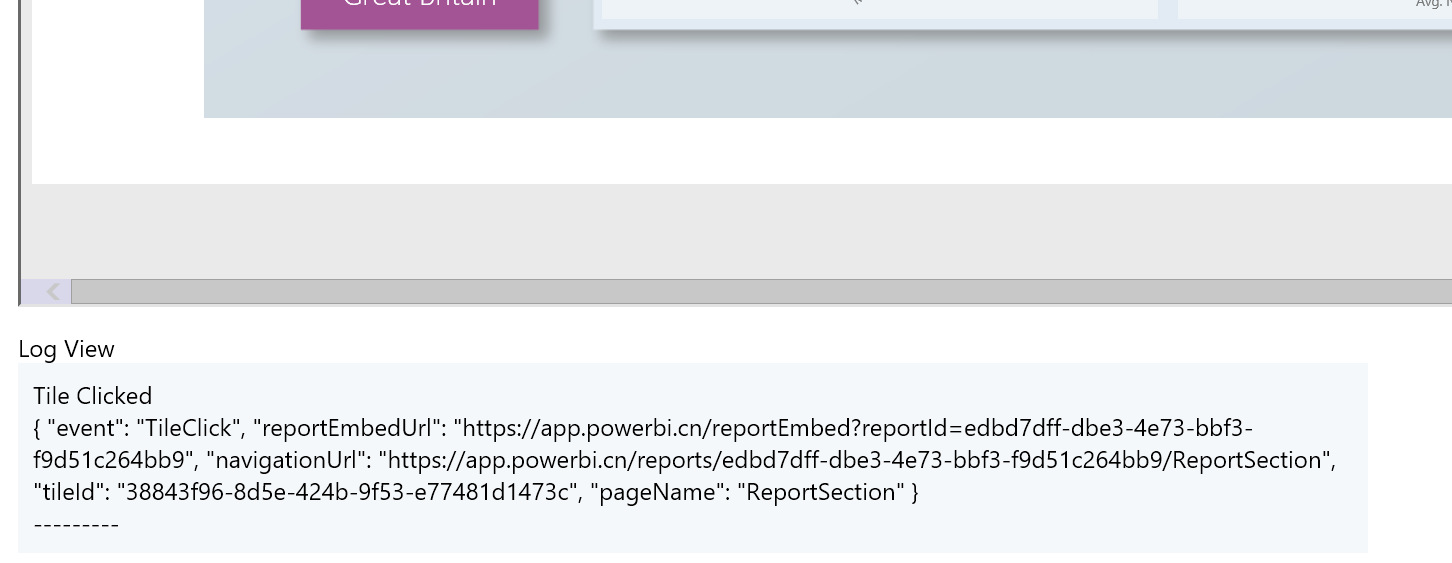 Great Britain
Avg.
Log View
Tile Clicked
{ "event": "TileClick", "reportEmbedUrl": "https://app.powerbi.cn/reportEmbed?reportId=edbd7dff-dbe3-4e73-bbf3-
f9d51c264bb9", "navigationUrl": "https://app.powerbi.cn/reports/edbd7dff-dbe3-4e73-bbf3-f9d51c264bb9/ReportSection",
"tileId": "38843f96-8d5e-424b-9f53-e77481d1473c", "pageName": "ReportSection" }
---------